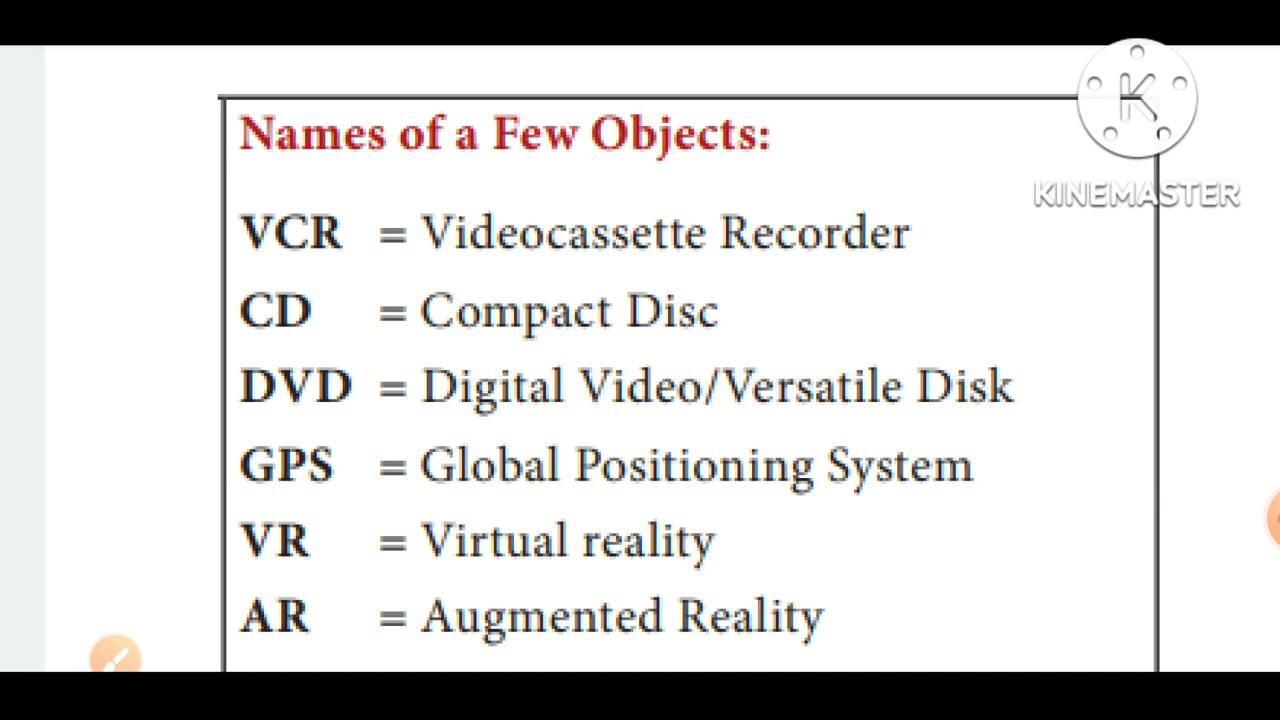 Names of a Few Objects:
KINEMASTER
VCR = Videocassette Recorder
CD = Compact Disc
DVD = Digital Video/Versatile Disk
GPS = Global Positioning System
VR = Virtual reality
AR = Augmented Reality